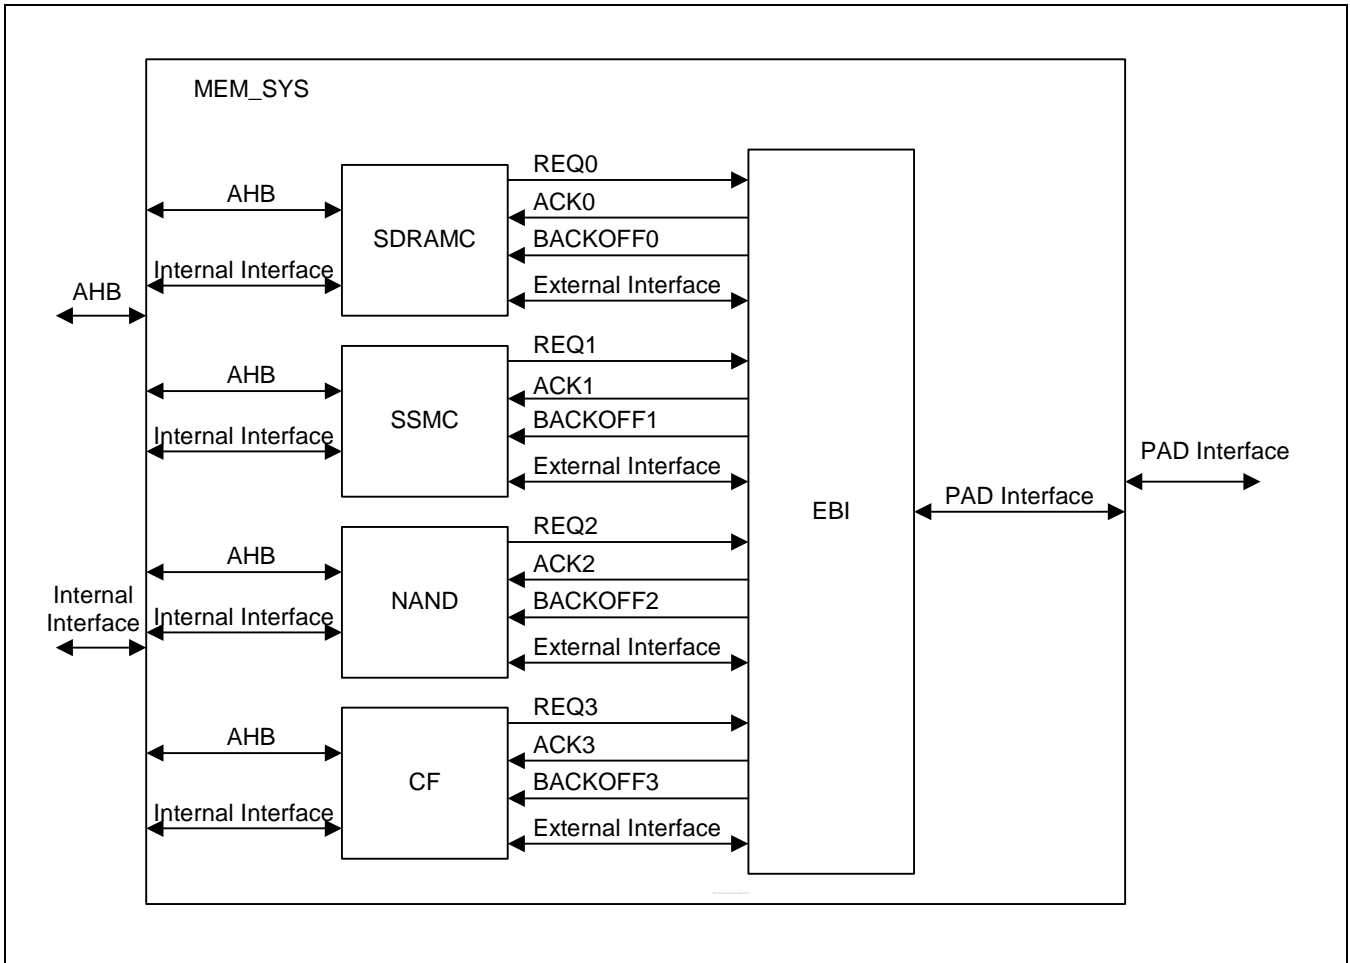 MEM_SYS
AHB
Internal Interface
SDRAMC
REQ0
ACK0
BACKOFF0
External Interface
AHB
AHB
Internal Interface
SSMC
REQ1
ACK1
BACKOFF1
External Interface
AHB
Internal Interface
NAND
REQ2
ACK2
BACKOFF2
External Interface
Internal
Interface
AHB
Internal Interface
CF
REQ3
ACK3
BACKOFF3
External Interface
EBI
PAD Interface
PAD Interface